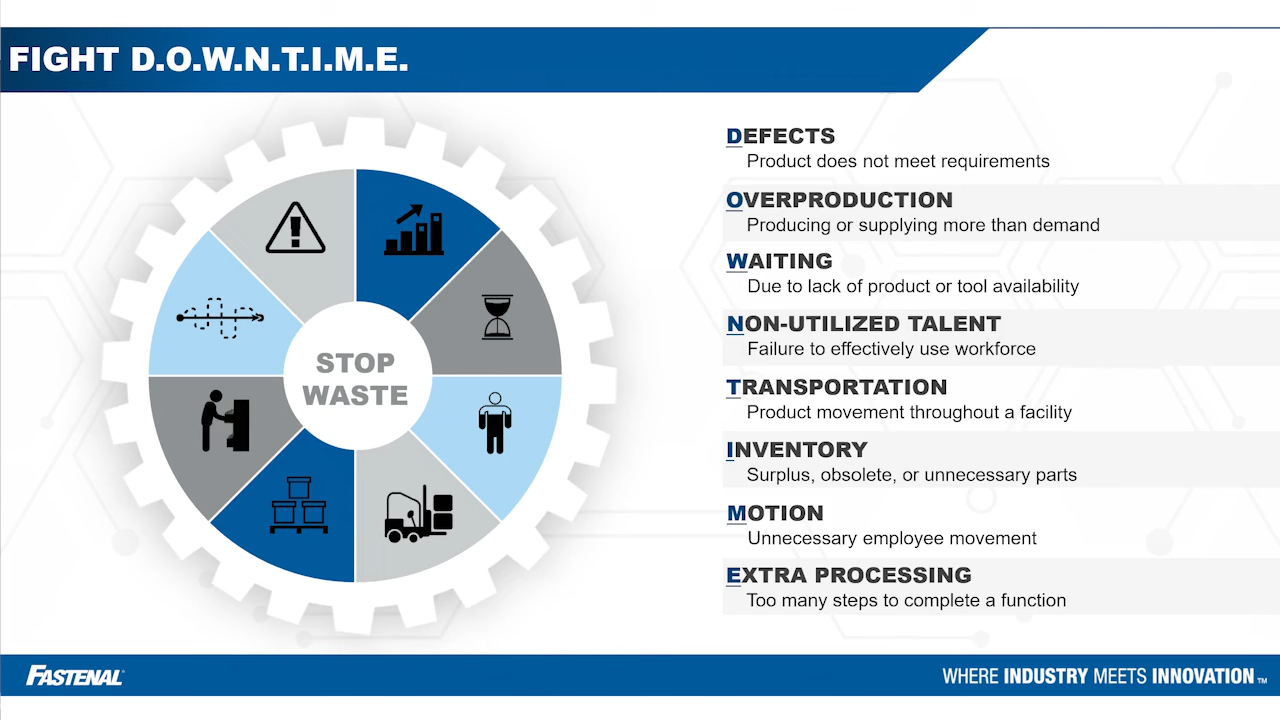 FIGHT D.O.W.N.T.I.M.E.
STOP
WASTE
DEFECTS
Product does not meet requirements
OVERPRODUCTION
Producing or supplying more than demand
WAITING
Due to lack of product or tool availability
NON-UTILIZED TALENT
Failure to effectively use workforce
TRANSPORTATION
Product movement throughout a facility
INVENTORY
Surplus, obsolete, or unnecessary parts
MOTION
Unnecessary employee movement
EXTRA PROCESSING
Too many steps to complete a function
FASTENAL
WHERE INDUSTRY MEETS INNOVATION ™